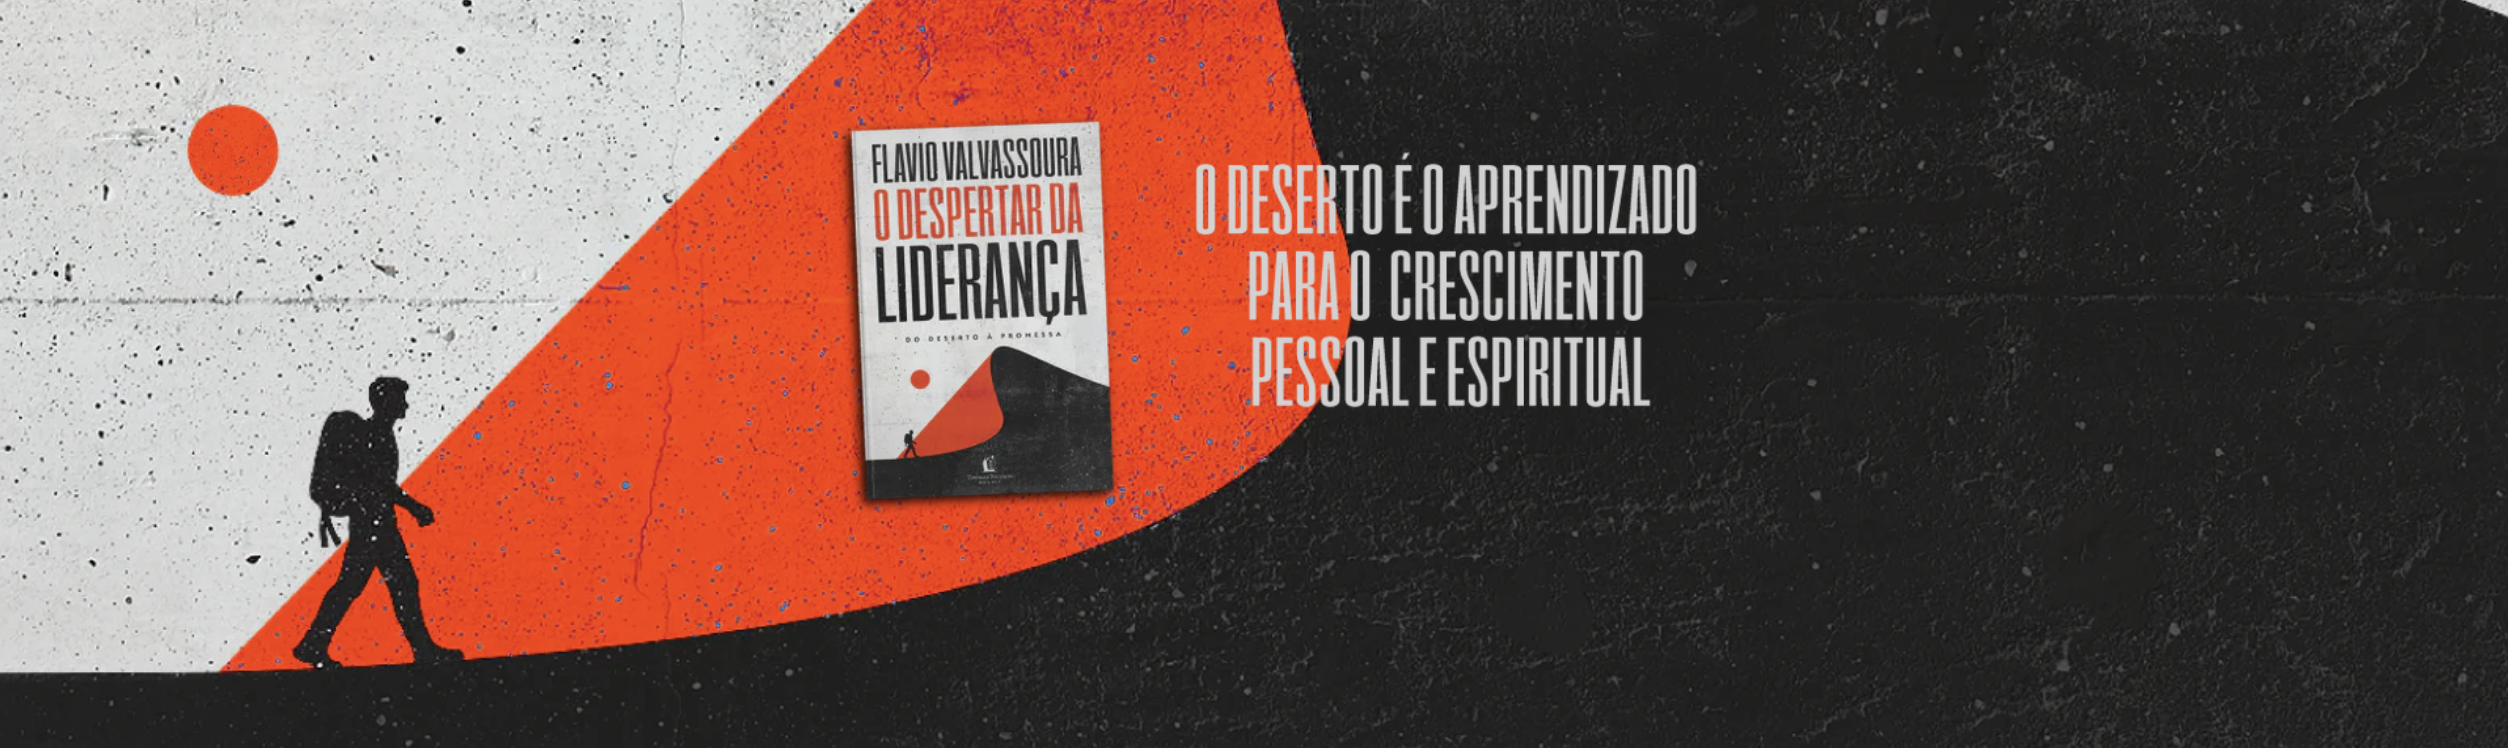 FLAVIO VALVASSOURA
O DESPERTAR DA
LIDERANÇA
DO DESERTO À PROMESSA
O DESERTO É O APRENDIZADO
PARA O CRESCIMENTO
PESSOAL E ESPIRITUAL